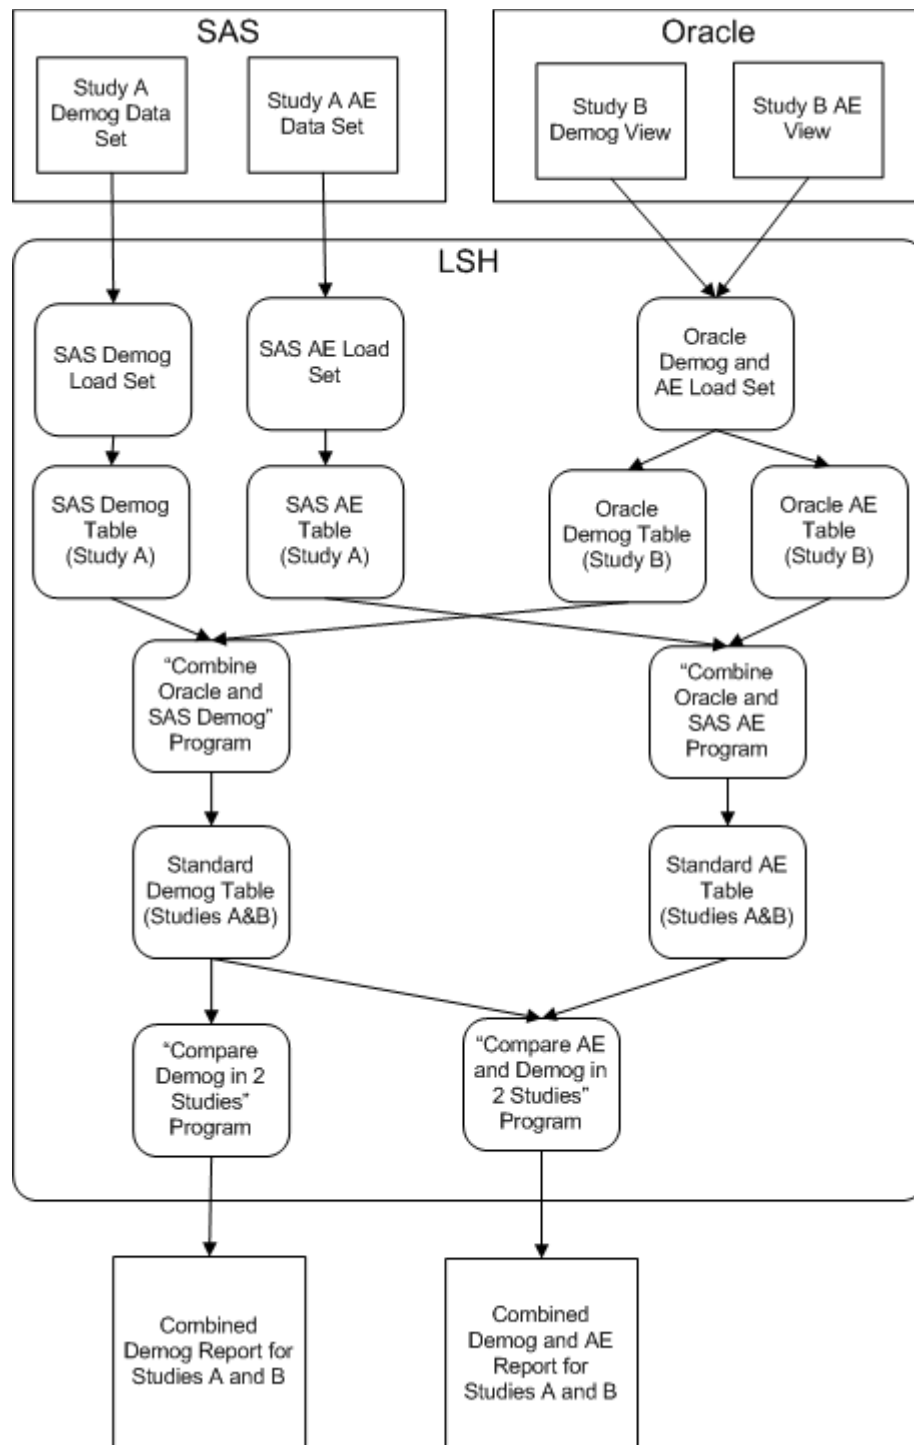 SAS
Oracle
Study A
Demog Data
Set
Study A AE
Data Set
Study B
Demog View
Study B AE
View
LSH
SAS Demog
Load Set
SAS AE Load
Set
Oracle
Demog and
AE Load Set
SAS Demog
Table
(Study A)
SAS AE
Table
(Study A)
Oracle
Demog Table
(Study B)
Oracle AE
Table
(Study B)
“Combine
Oracle and
SAS Demog”
Program
“Combine
Oracle and
SAS AE
Program
Standard
Demog Table
(Studies A&B)
Standard AE
Table
(Studies A&B)
“Compare
Demog in 2
Studies”
Program
“Compare AE
and Demog in
2 Studies”
Program
Combined
Demog Report for
Studies A and B
Combined
Demog and AE
Report for
Studies A and B